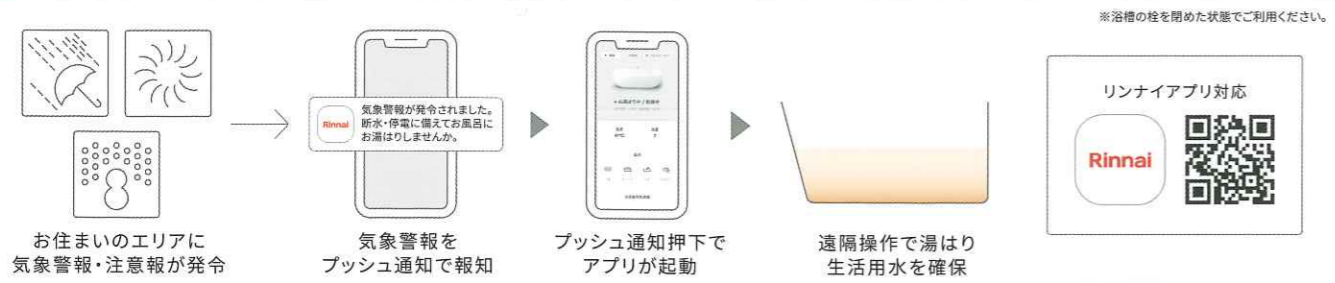 ※浴槽の栓を閉めた状態でご利用ください。
お住まいのエリアに
気象警報・注意報が発令
Rinnai
気象警報が発令されました。
断水・停電に備えてお風呂に
お湯はりしませんか。
気象警報を
プッシュ通知で報知
プッシュ通知押下で
アプリが起動
遠隔操作で湯はり
生活用水を確保
リンナイアプリ対応
Rinnai